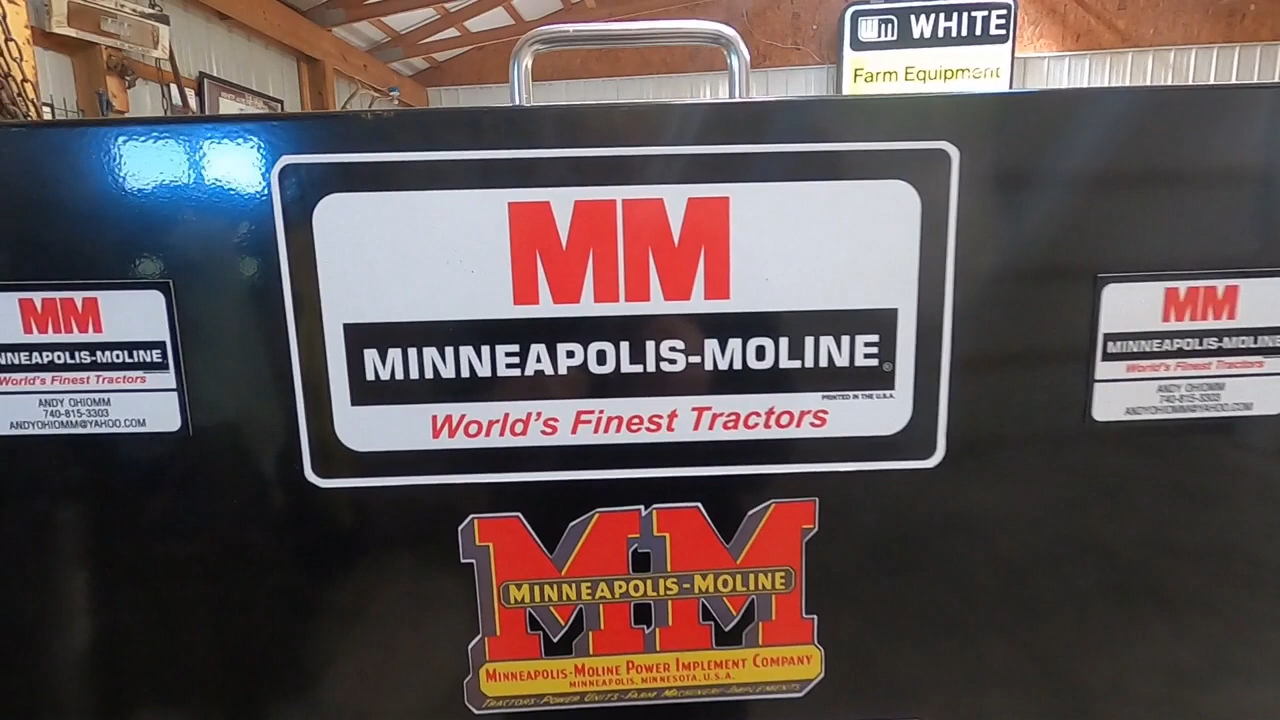 WHITE
Farm Equipment
MM
MINNEAPOLIS-MOLINE®
PRINTED IN THE U.S.A.
World's Finest Tractors
MM
NNEAPOLIS-MOLINE
World's Finest Tractors
ANDY OHIOMM
740-815-3303
ANDYOHIOMM@YAHOO.COM
MM
MINNEAPOLIS-MOLINE
World's Finest Tractors
ANDY OHIOMM
740-815-3303
ANDYOHIOMM@YAHOO.COM
MM
MINNEAPOLIS-MOLINE
MINNEAPOLIS-MOLINE POWER IMPLEMENT COMPANY
MINNEAPOLIS, MINNESOTA, U.S.A.
TRACTORS-POWER UNITS-FARM MACHINERY-IMPLEMENTS